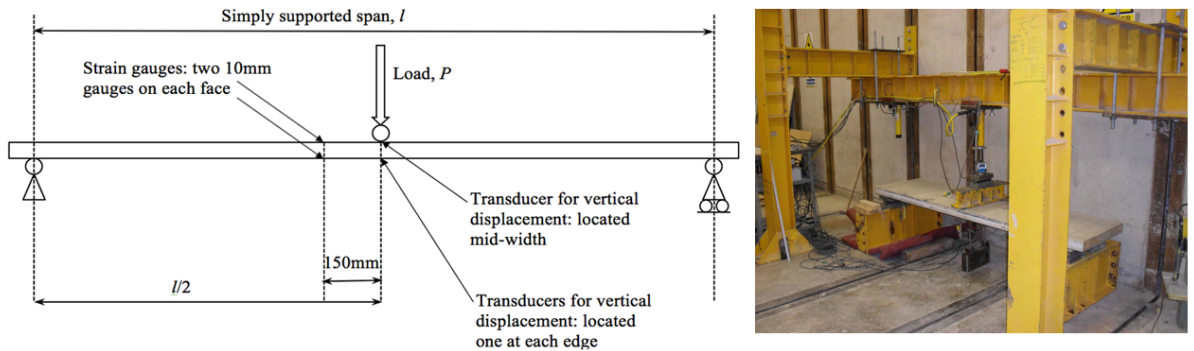 Simply supported span, l
Strain gauges: two 10mm
gauges on each face
Load, P
Transducer for vertical
displacement: located
mid-width
150mm
l/2
Transducers for vertical
displacement: located
one at each edge